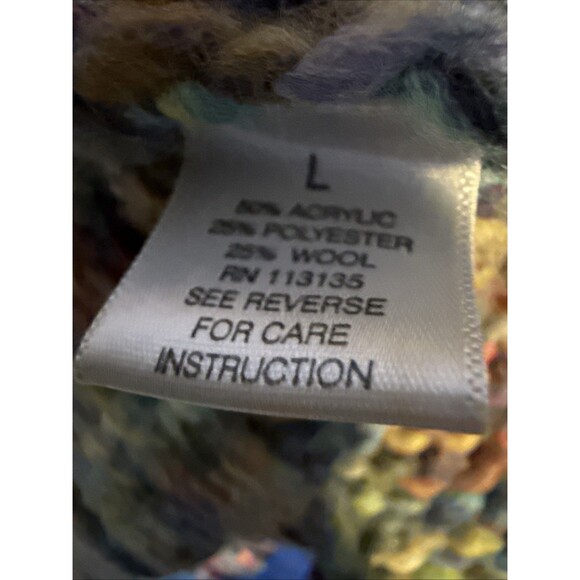 L
50% ACRYLIC
25% POLYESTER
25% WOOL
RN 113135
SEE REVERSE
FOR CARE
INSTRUCTION